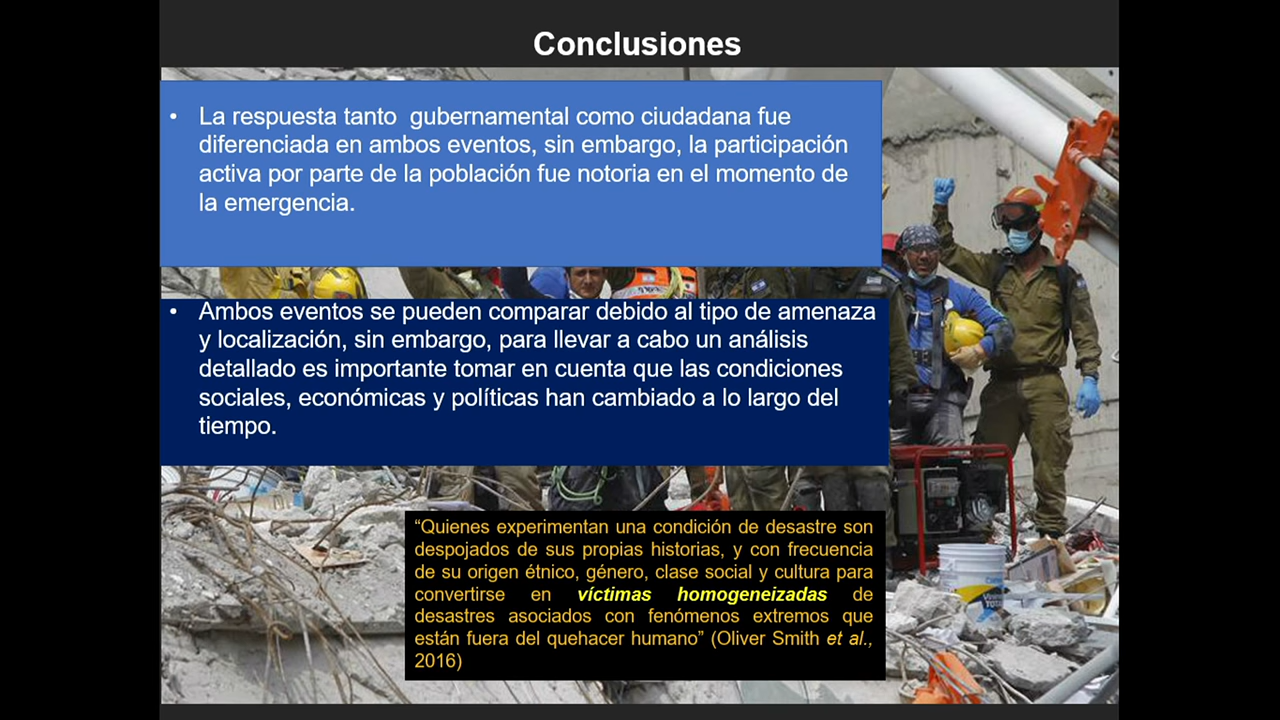 Conclusiones
• La respuesta tanto  gubernamental como ciudadana fue
diferenciada en ambos eventos, sin embargo, la participación
activa por parte de la población fue notoria en el momento de
la emergencia.
• Ambos eventos se pueden comparar debido al tipo de amenaza
y localización, sin embargo, para llevar a cabo un análisis
detallado es importante tomar en cuenta que las condiciones
sociales, económicas y políticas han cambiado a lo largo del
tiempo.
“Quienes experimentan una condición de desastre son
despojados de sus propias historias, y con frecuencia
de su origen étnico, género, clase social y cultura para
convertirse en víctimas homogeneizadas de
desastres asociados con fenómenos extremos que
están fuera del quehacer humano” (Oliver Smith et al.,
2016)